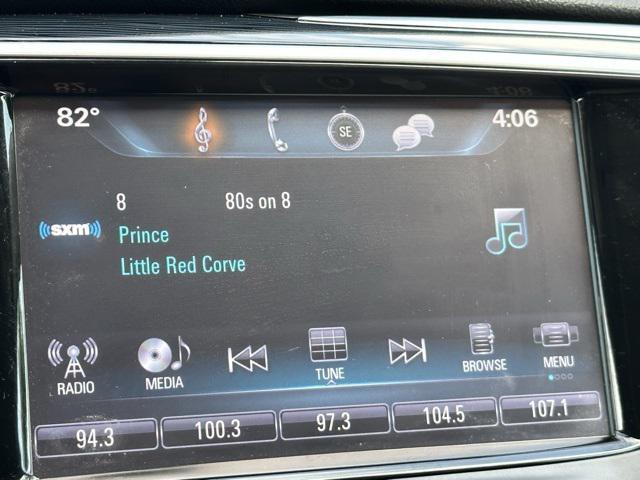 82° SE 4:06
8 80s on 8
sxm
Prince
Little Red Corve
RADIO MEDIA TUNE BROWSE MENU
94.3 100.3 97.3 104.5 107.1